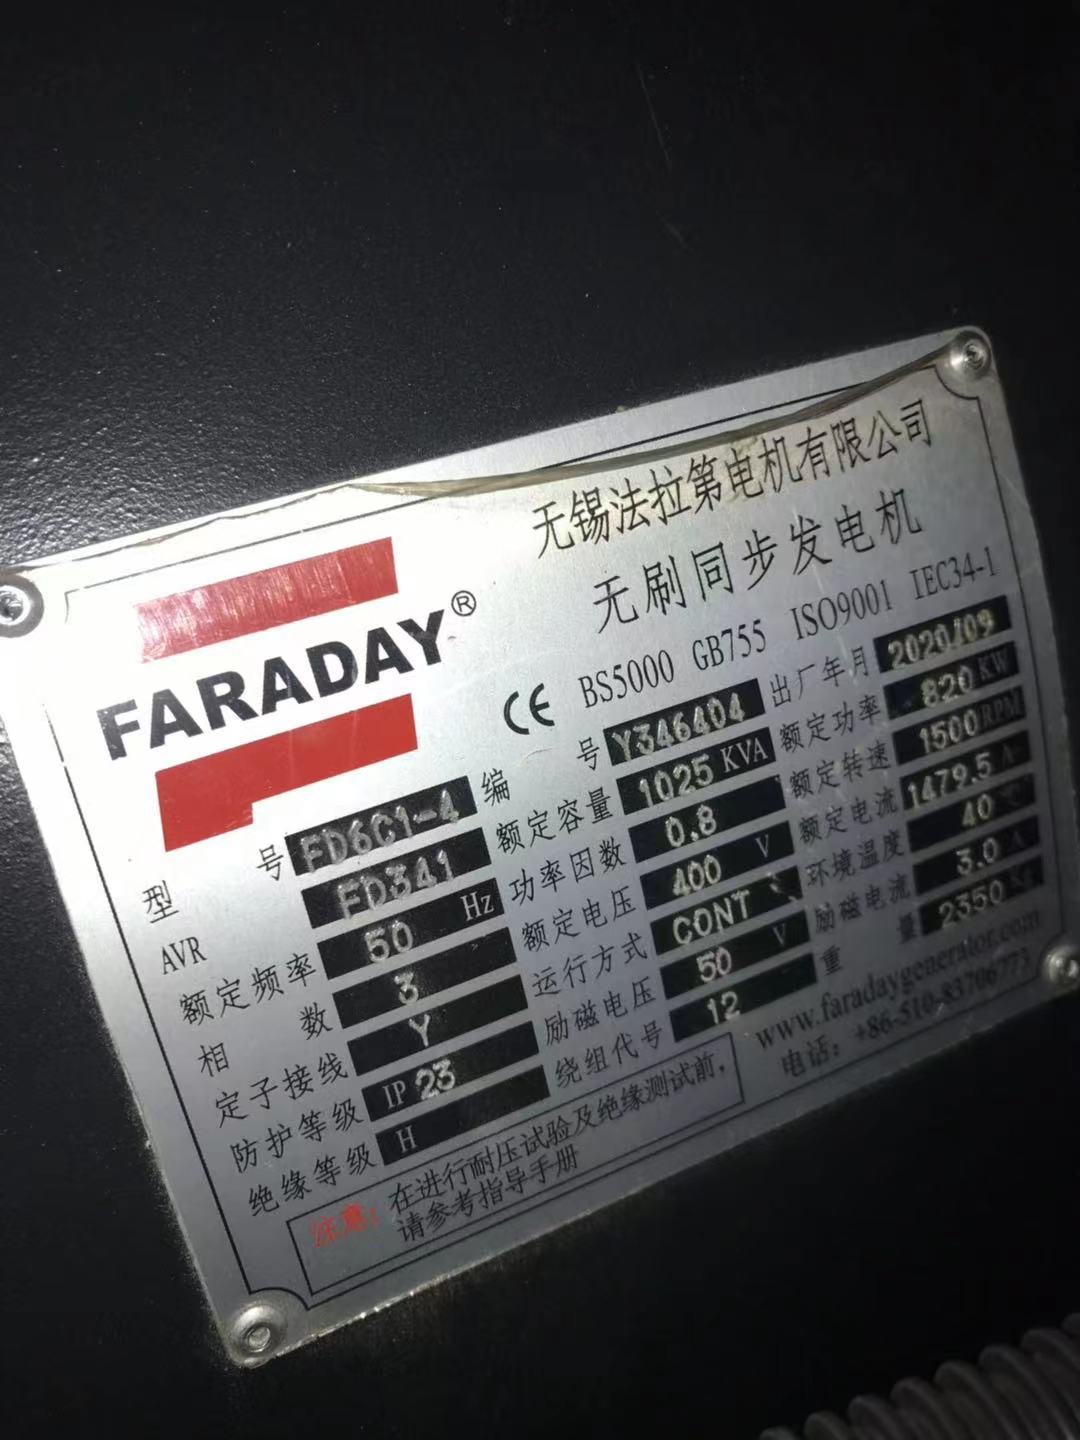 无锡法拉第电机有限公司
无刷同步发电机
FARADAY®
CE BS5000 GB755 ISO9001 IEC34-1
型号 FD6C1-4 编号 Y346404 出厂年月 2020/09
AVR FD341 额定容量 1025 KVA 额定功率 820 KW
额定频率 50 Hz 功率因数 0.8 额定转速 1500 RPM
相数 3 额定电压 400 V 额定电流 1479.5 A
定子接线 Y 运行方式 CONT 环境温度 40 ℃
防护等级 IP 23 励磁电压 50 V 励磁电流 3.0 A
绝缘等级 H 绕组代号 12 重量 2350 Kg
注意: 在进行耐压试验及绝缘测试前,
请参考指导手册
www.faradaygenerator.com
电话: +86-510-83706773